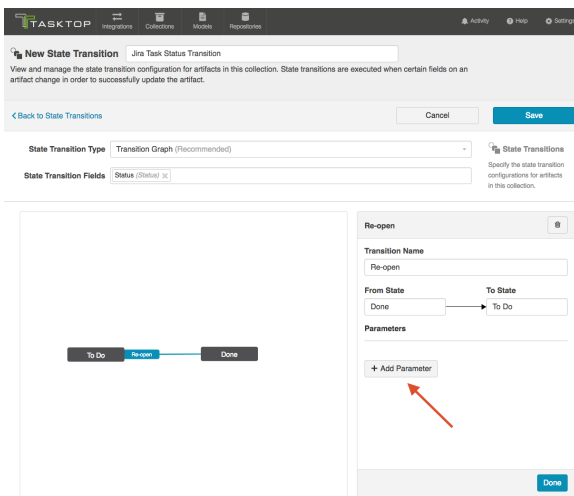 TASKTOP
Integrations
Collections
Models
Repositories
Activity
Help
Settings
New State Transition
Jira Task Status Transition
View and manage the state transition configuration for artifacts in this collection. State transitions are executed when certain fields on an
artifact change in order to successfully update the artifact.
Back to State Transitions
Cancel
Save
State Transition Type
Transition Graph (Recommended)
State Transitions
Specify the state transition
configurations for artifacts
in this collection.
State Transition Fields
Status (Status)
To Do
Re-open
Done
Re-open
Transition Name
Re-open
From State
To State
Done
To Do
Parameters
+ Add Parameter
Done